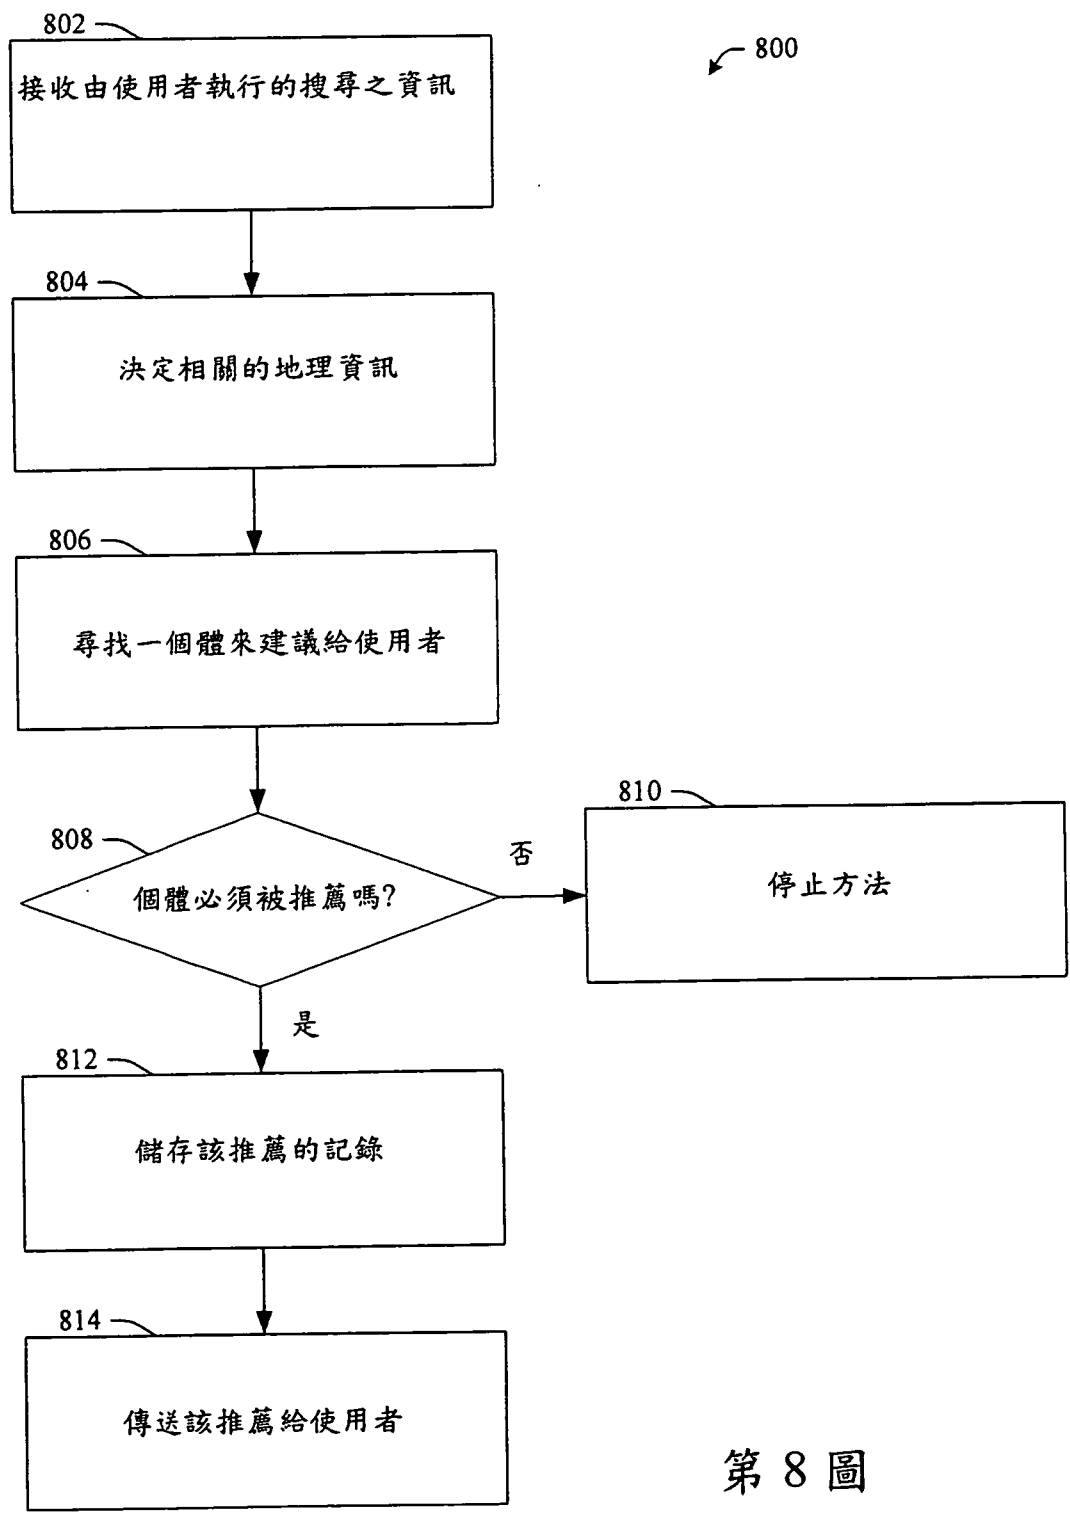 802
800
接收由使用者執行的搜尋之資訊
804
決定相關的地理資訊
806
尋找一個體來建議給使用者
808
個體必須被推薦嗎?
否
810
停止方法
是
812
儲存該推薦的記錄
814
傳送該推薦給使用者
第 8 圖